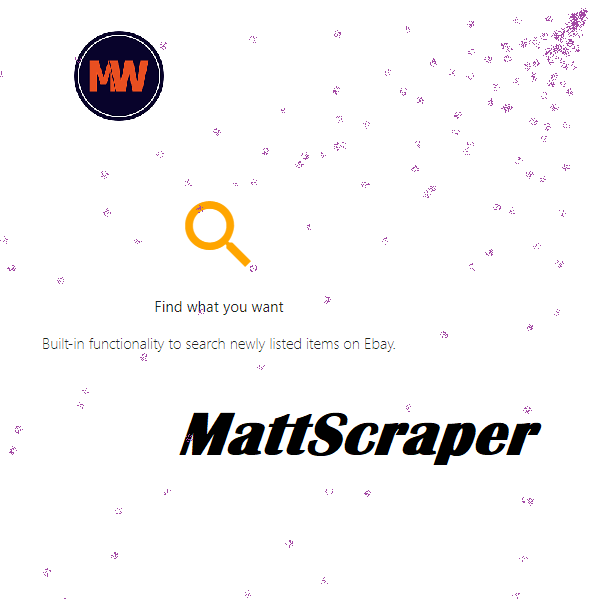 MW
Find what you want
Built-in functionality to search newly listed items on Ebay.
MattScraper